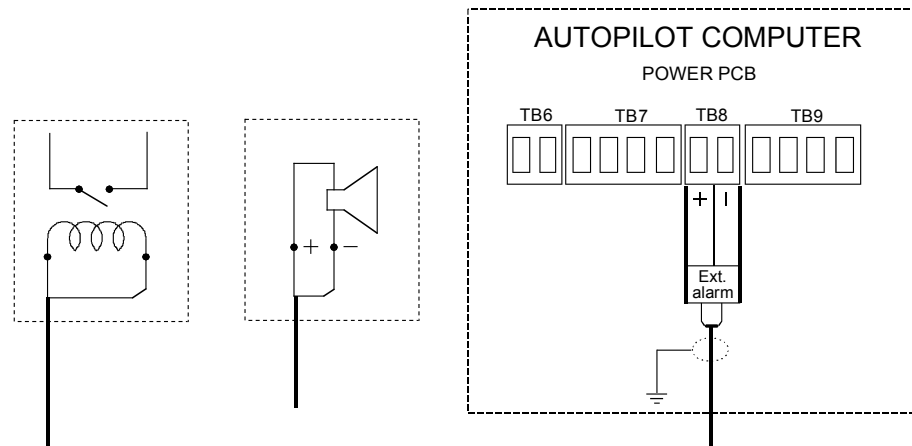 AUTOPILOT COMPUTER
POWER PCB
TB6 TB7 TB8 TB9
+ −
+ −
Ext.
alarm